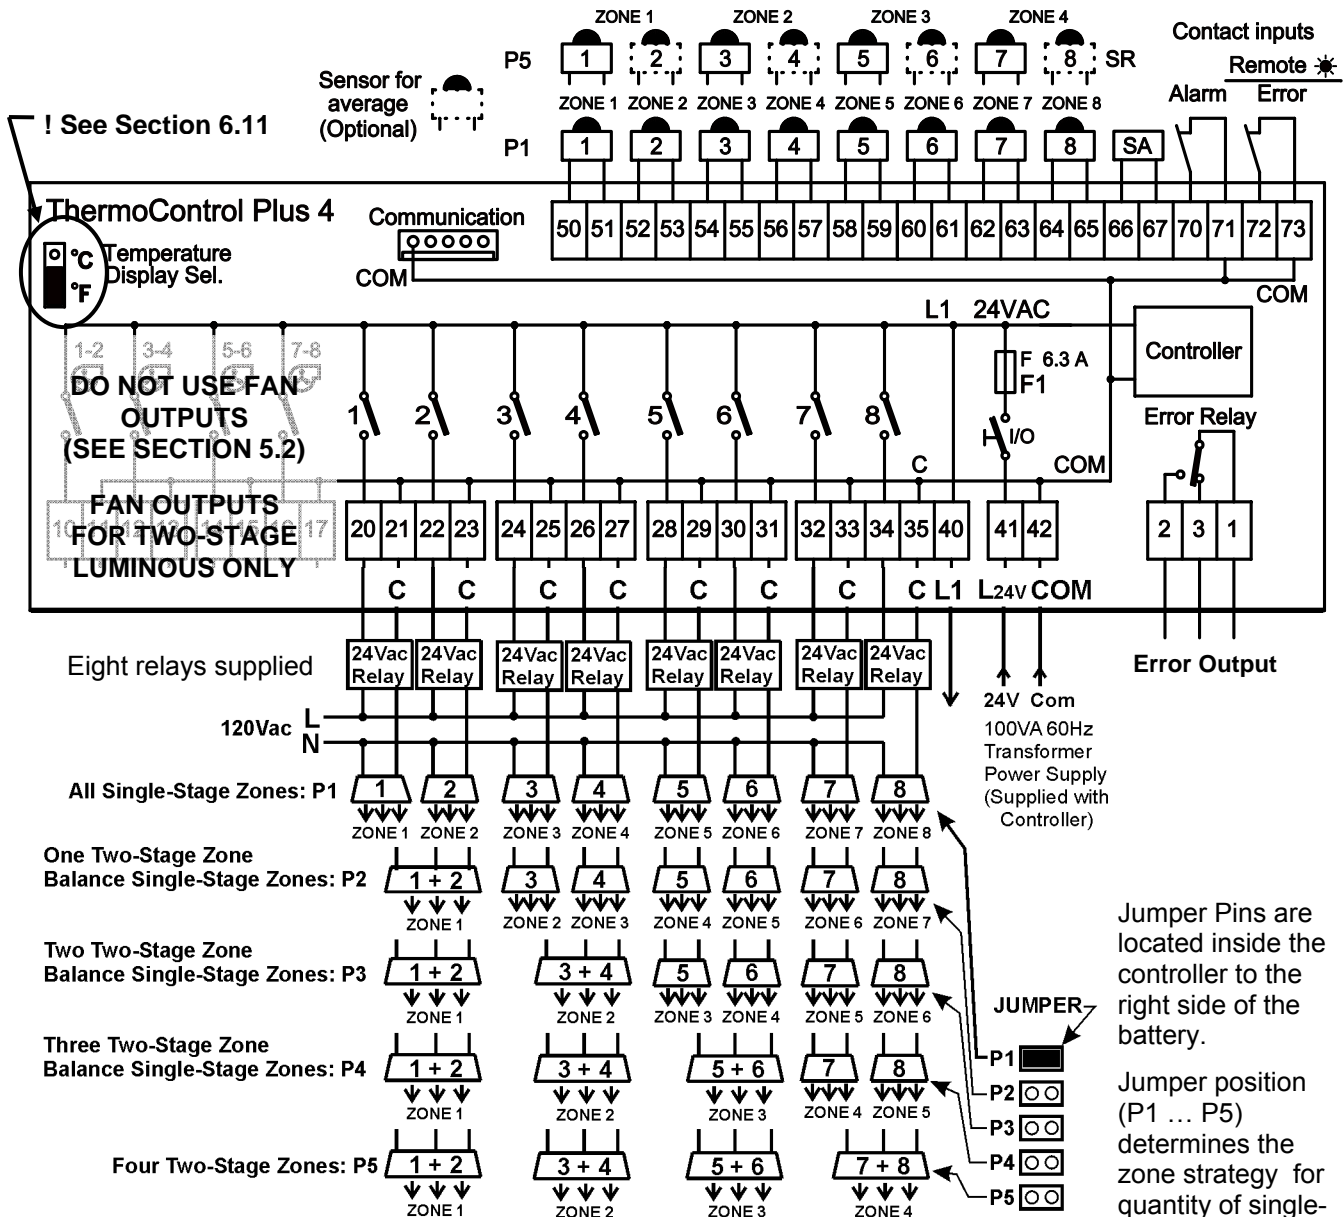 ZONE 1 ZONE 2 ZONE 3 ZONE 4
Contact inputs
P5 1 2 3 4 5 6 7 8 SR
Remote
Sensor for
average
(Optional)
Alarm Error
ZONE 1 ZONE 2 ZONE 3 ZONE 4 ZONE 5 ZONE 6 ZONE 7 ZONE 8
! See Section 6.11
P1 1 2 3 4 5 6 7 8 SA
ThermoControl Plus 4
Communication
50 51 52 53 54 55 56 57 58 59 60 61 62 63 64 65 66 67 70 71 72 73
°C
°F
Temperature
Display Sel.
COM
COM
L1 24VAC
Controller
1-2 3-4 5-6 7-8
F 6.3 A
F1
DO NOT USE FAN
OUTPUTS
(SEE SECTION 5.2)
1 2 3 4 5 6 7 8
I/O
Error Relay
C
COM
FAN OUTPUTS
FOR TWO-STAGE
LUMINOUS ONLY
10 11 12 13 14 15 16 17
20 21 22 23 24 25 26 27 28 29 30 31 32 33 34 35 40 41 42 2 3 1
C C C C C C C C L1 L24V COM
Eight relays supplied
24Vac
Relay
24Vac
Relay
24Vac
Relay
24Vac
Relay
24Vac
Relay
24Vac
Relay
24Vac
Relay
24Vac
Relay
Error Output
24V Com
100VA 60Hz
Transformer
Power Supply
(Supplied with
Controller)
120Vac L
N
All Single-Stage Zones: P1 1 2 3 4 5 6 7 8
ZONE 1 ZONE 2 ZONE 3 ZONE 4 ZONE 5 ZONE 6 ZONE 7 ZONE 8
One Two-Stage Zone
Balance Single-Stage Zones: P2 1 + 2 3 4 5 6 7 8
ZONE 1 ZONE 2 ZONE 3 ZONE 4 ZONE 5 ZONE 6 ZONE 7
Two Two-Stage Zone
Balance Single-Stage Zones: P3 1 + 2 3 + 4 5 6 7 8
ZONE 1 ZONE 2 ZONE 3 ZONE 4 ZONE 5 ZONE 6
Three Two-Stage Zone
Balance Single-Stage Zones: P4 1 + 2 3 + 4 5 + 6 7 8
ZONE 1 ZONE 2 ZONE 3 ZONE 4 ZONE 5
Four Two-Stage Zones: P5 1 + 2 3 + 4 5 + 6 7 + 8
ZONE 1 ZONE 2 ZONE 3 ZONE 4
JUMPER
P1
P2
P3
P4
P5
Jumper Pins are
located inside the
controller to the
right side of the
battery.
Jumper position
(P1 … P5)
determines the
zone strategy for
quantity of single-